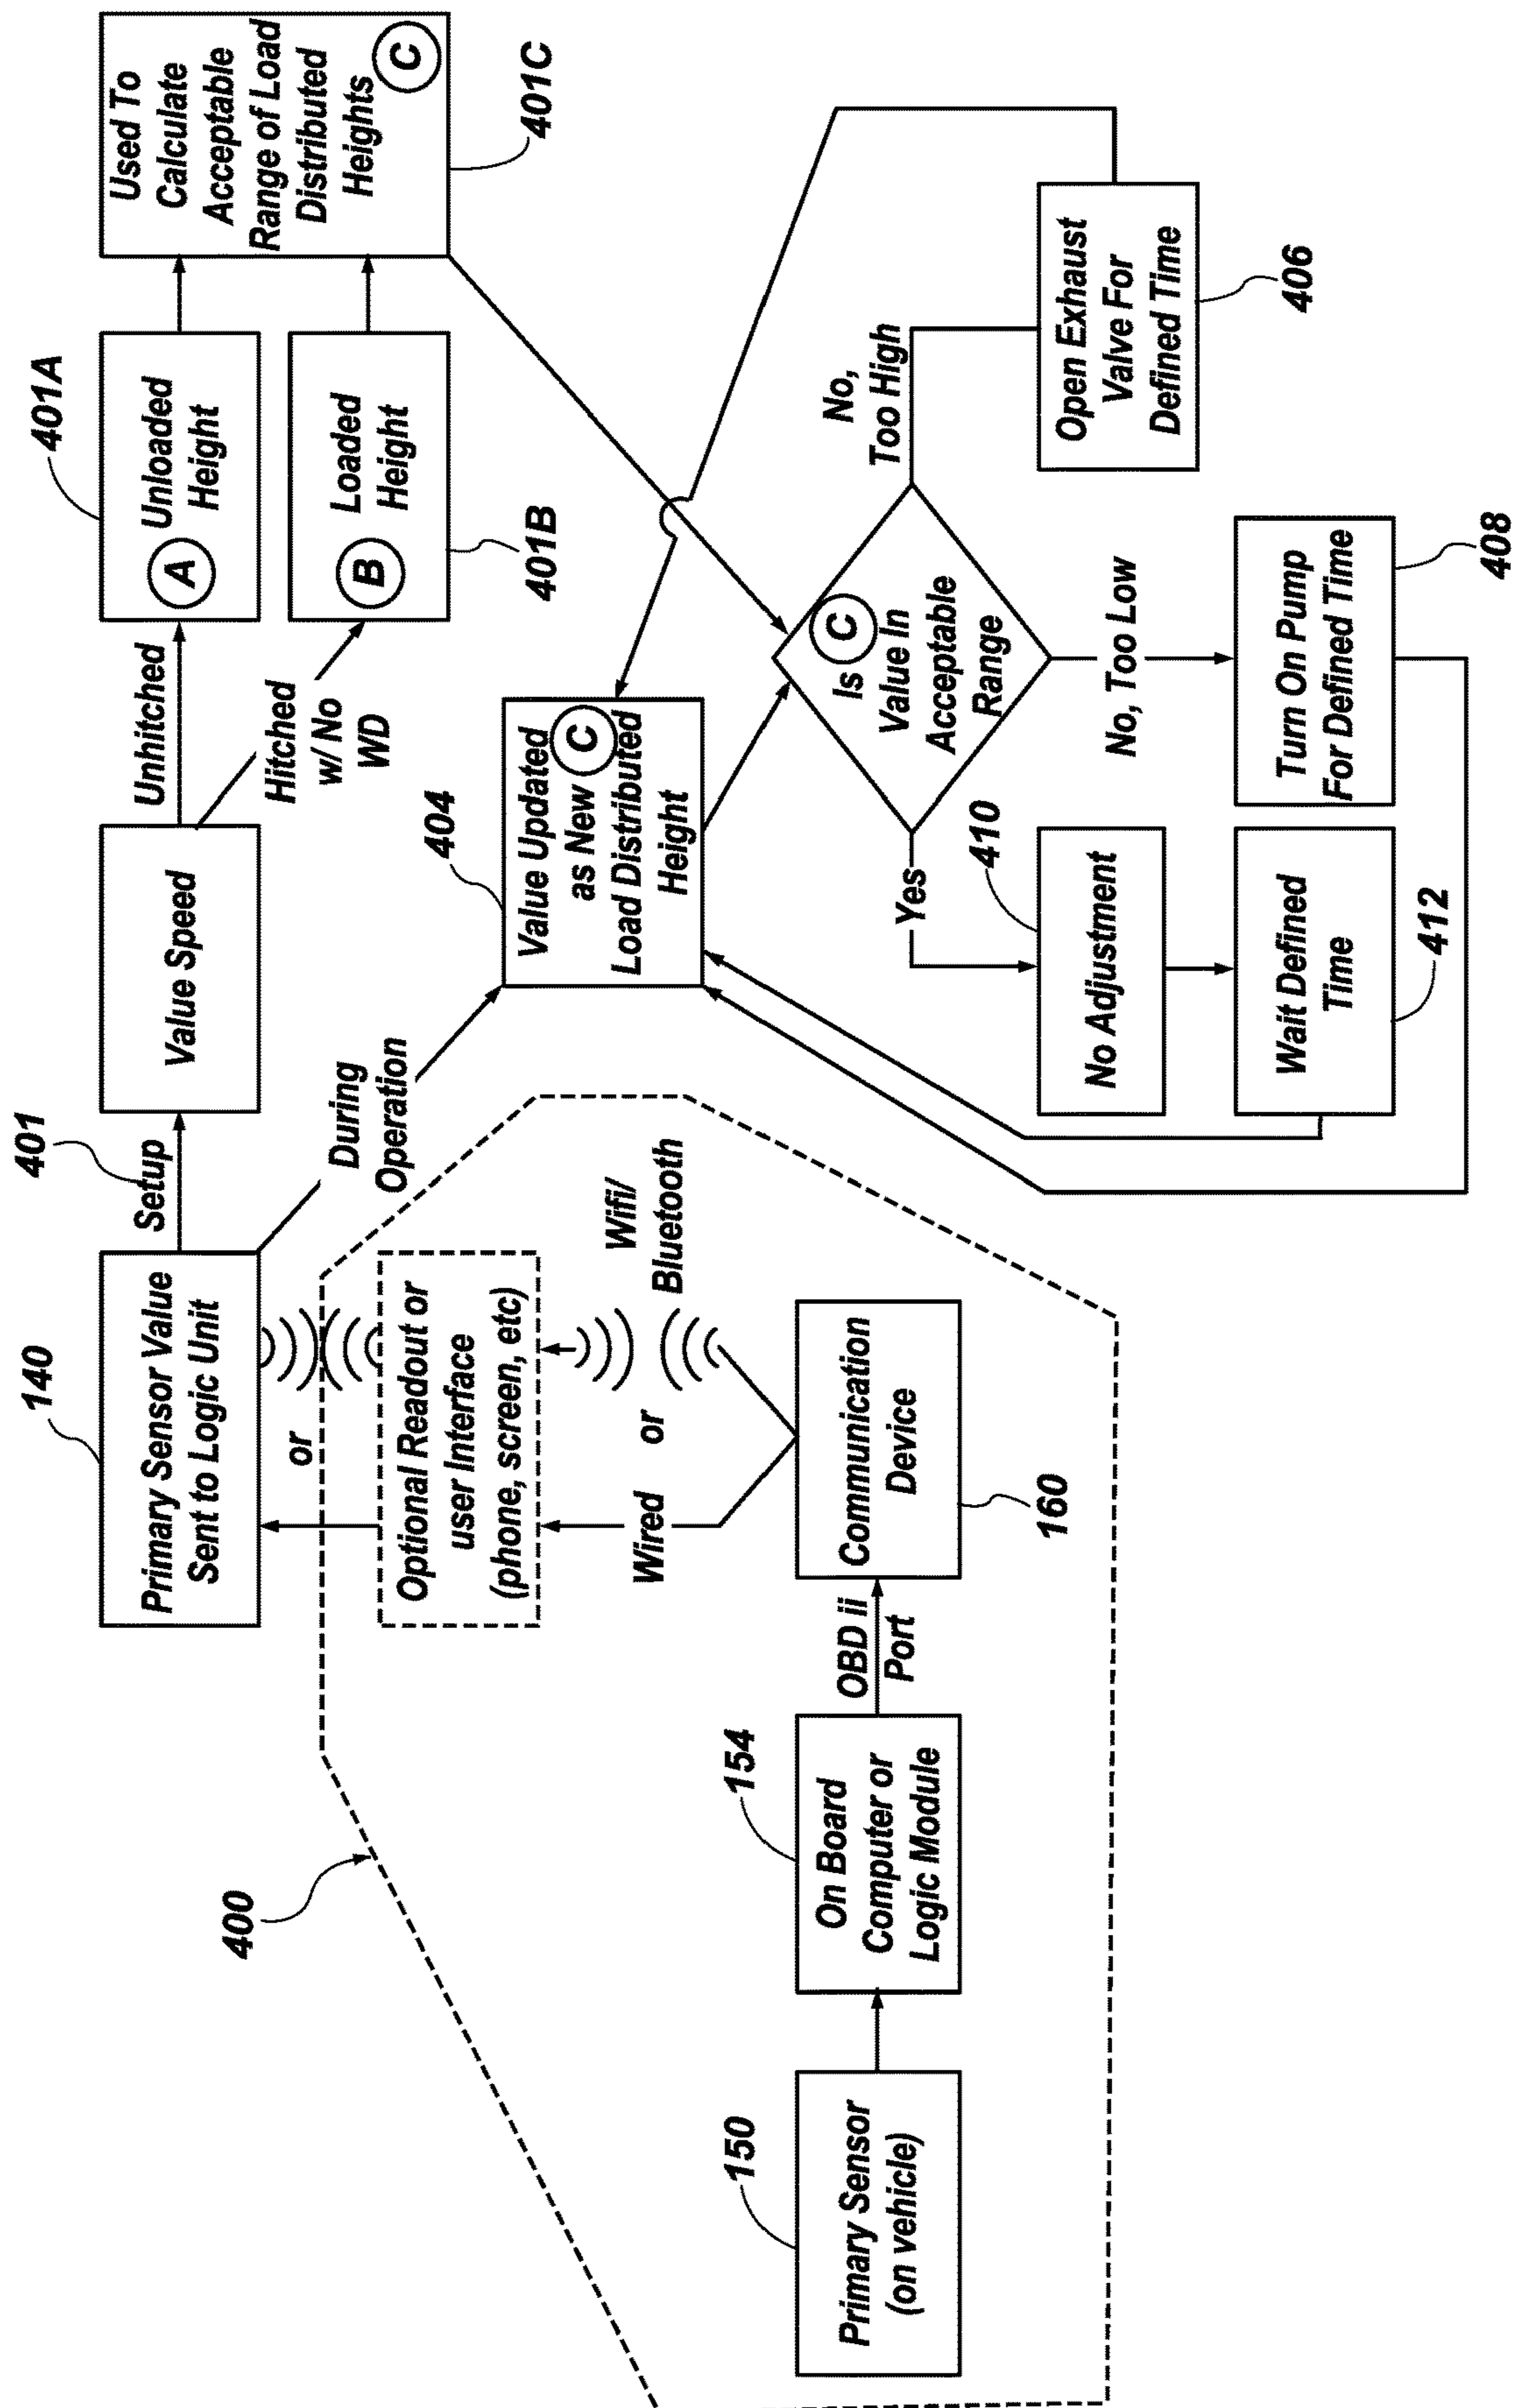 140
Primary Sensor Value
Sent to Logic Unit
401
Setup
Value Speed
Unhitched
Hitched
w/ No
WD
401A
A
Unloaded
Height
B
Loaded
Height
401B
Used To
Calculate
Acceptable
Range of Load
Distributed
Heights
C
401C
or
During
Operation
404
Value Updated
as New C
Load Distributed
Height
C
Is
Value In
Acceptable
Range
No,
Too High
Open Exhaust
Valve For
Defined Time
406
No, Too Low
Turn On Pump
For Defined Time
408
Yes
410
No Adjustment
Wait Defined
Time
412
400
Optional Readout or
user Interface
(phone, screen, etc)
Wired
or
Wifi/
Bluetooth
Communication
Device
160
OBD ii
Port
154
On Board
Computer or
Logic Module
150
Primary Sensor
(on vehicle)